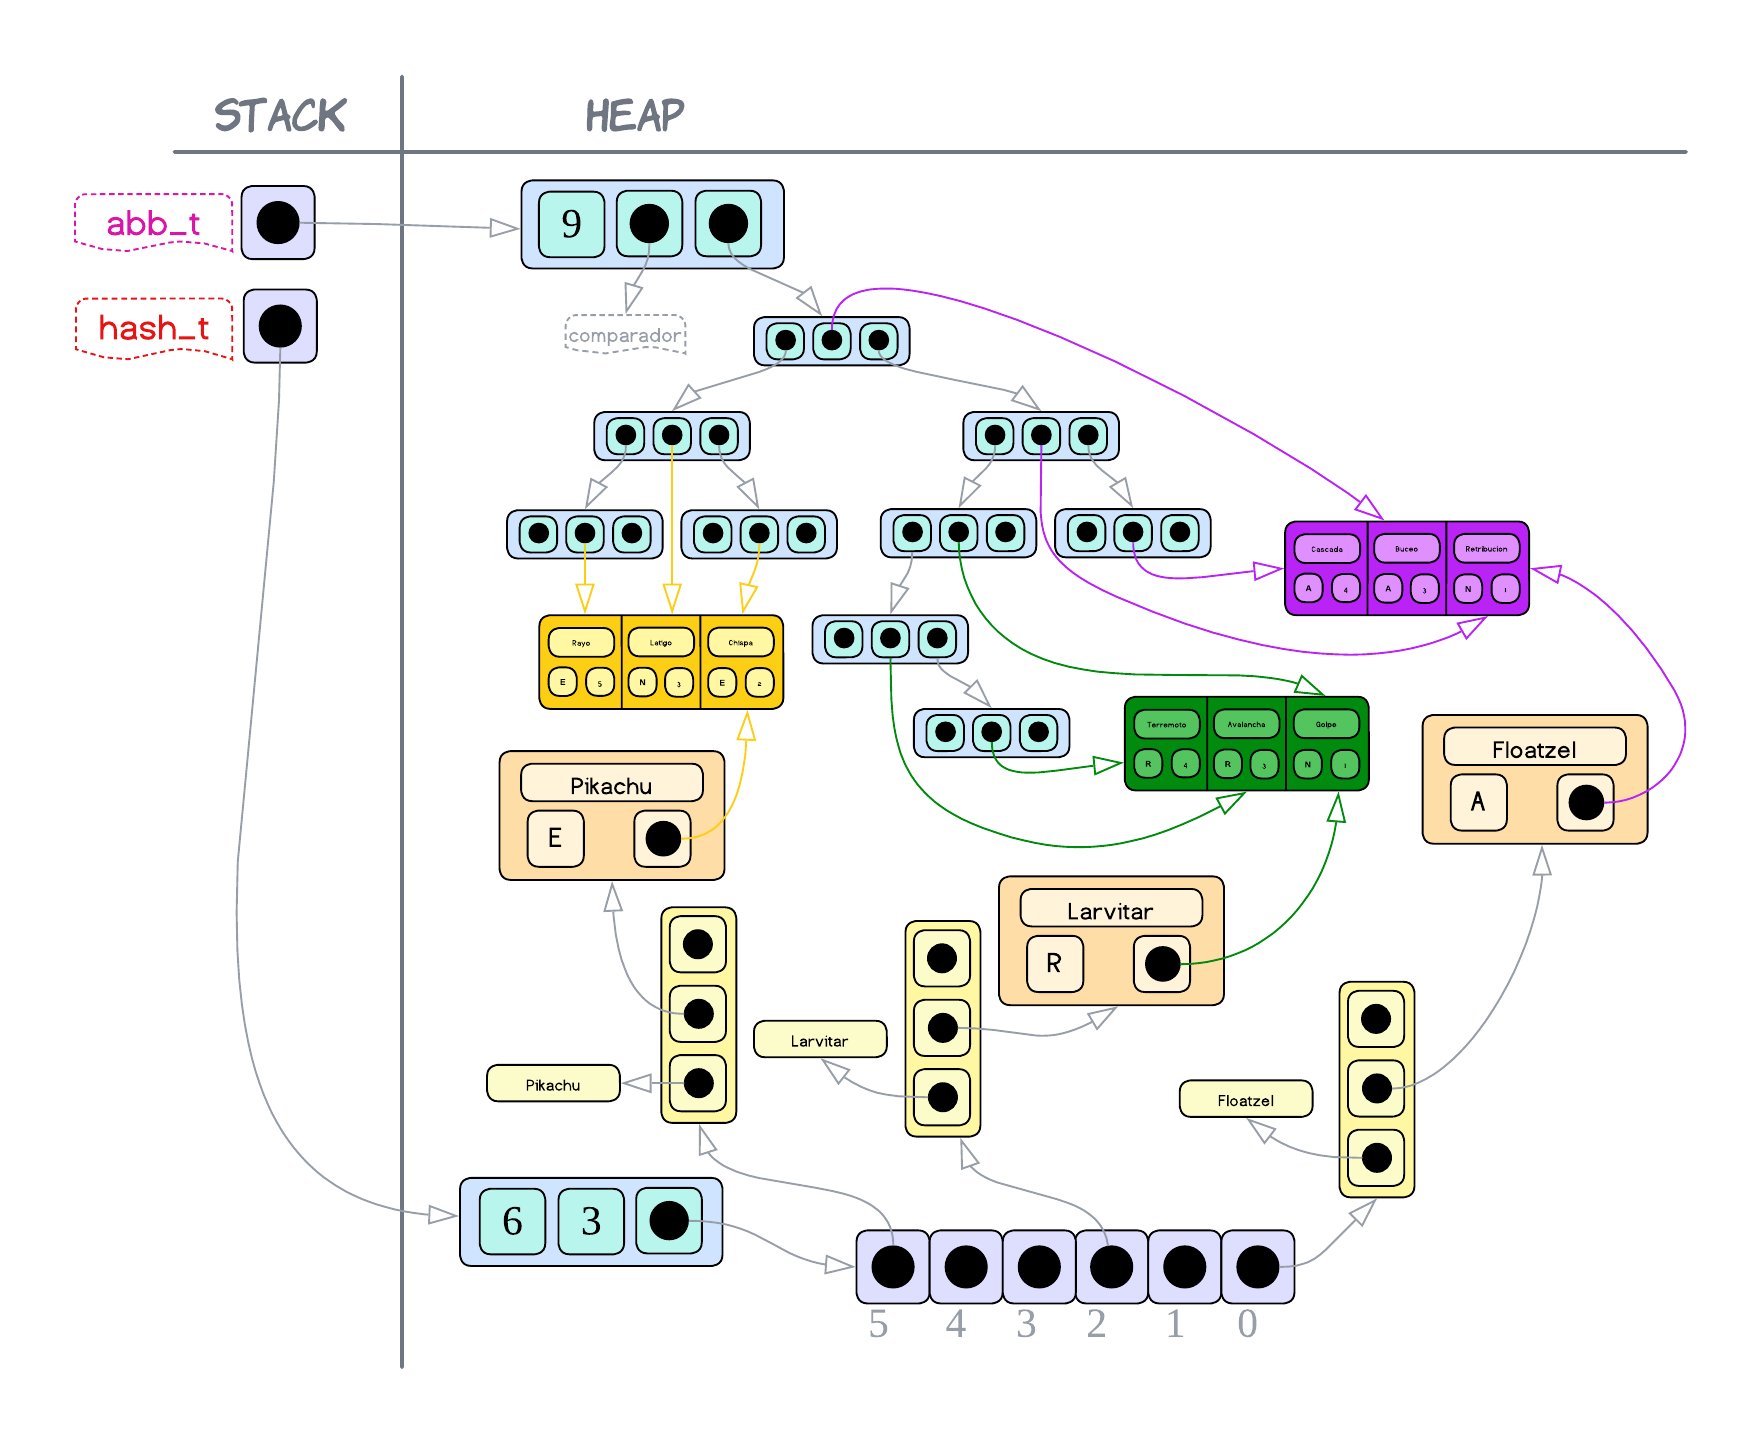 STACK HEAP
abb_t
9
hash_t
comparador
Cascada Buceo Retribucion
A 4 A 3 N 1
Rayo Latigo Chispa
E 5 N 3 E 2
Terremoto Avalancha Golpe
R 4 R 3 N 1
Floatzel
A
Pikachu
E
Larvitar
R
Larvitar
Pikachu
Floatzel
6 3
5 4 3 2 1 0